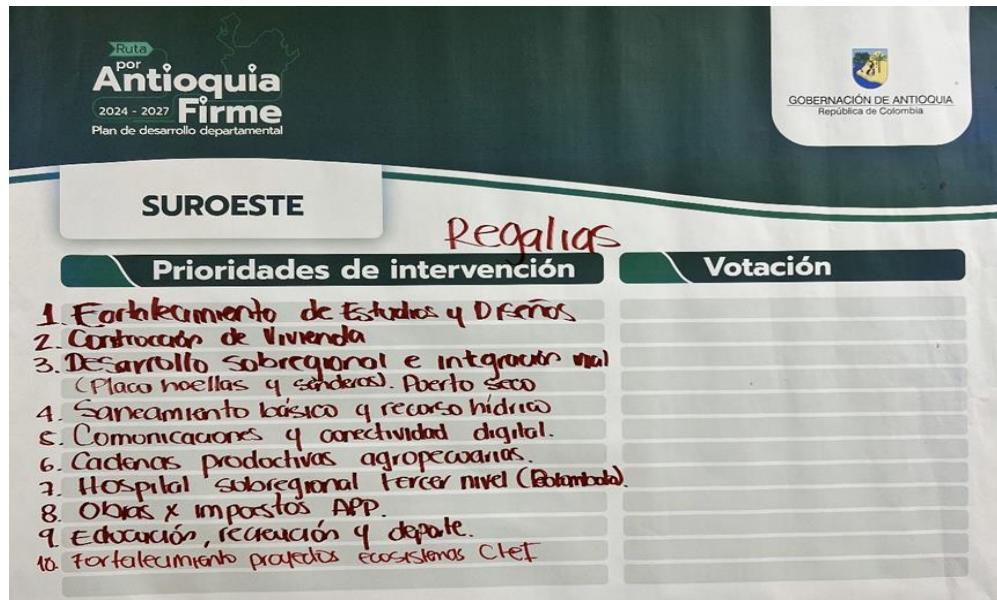 Ruta
por
Antioquia
2024 - 2027 Firme
Plan de desarrollo departamental
GOBERNACIÓN DE ANTIOQUIA
República de Colombia
SUROESTE
Regalias
Prioridades de intervención
Votación
1. Fortalecimiento de Estudios y Diseños
2. Contrucción de Vivienda
3. Desarrollo subregional e integración vial
(Placa huellas y senderos). Puerto seco
4. Saneamiento básico y recurso hídrico
5. Comunicaciones y conectividad digital.
6. Cadenas productivas agropecuarias.
7. Hospital subregional tercer nivel
8. Obras x impuestos APP.
9. Educación, recreación y deporte.
10. Fortalecimiento proyectos ecosistemas CteI